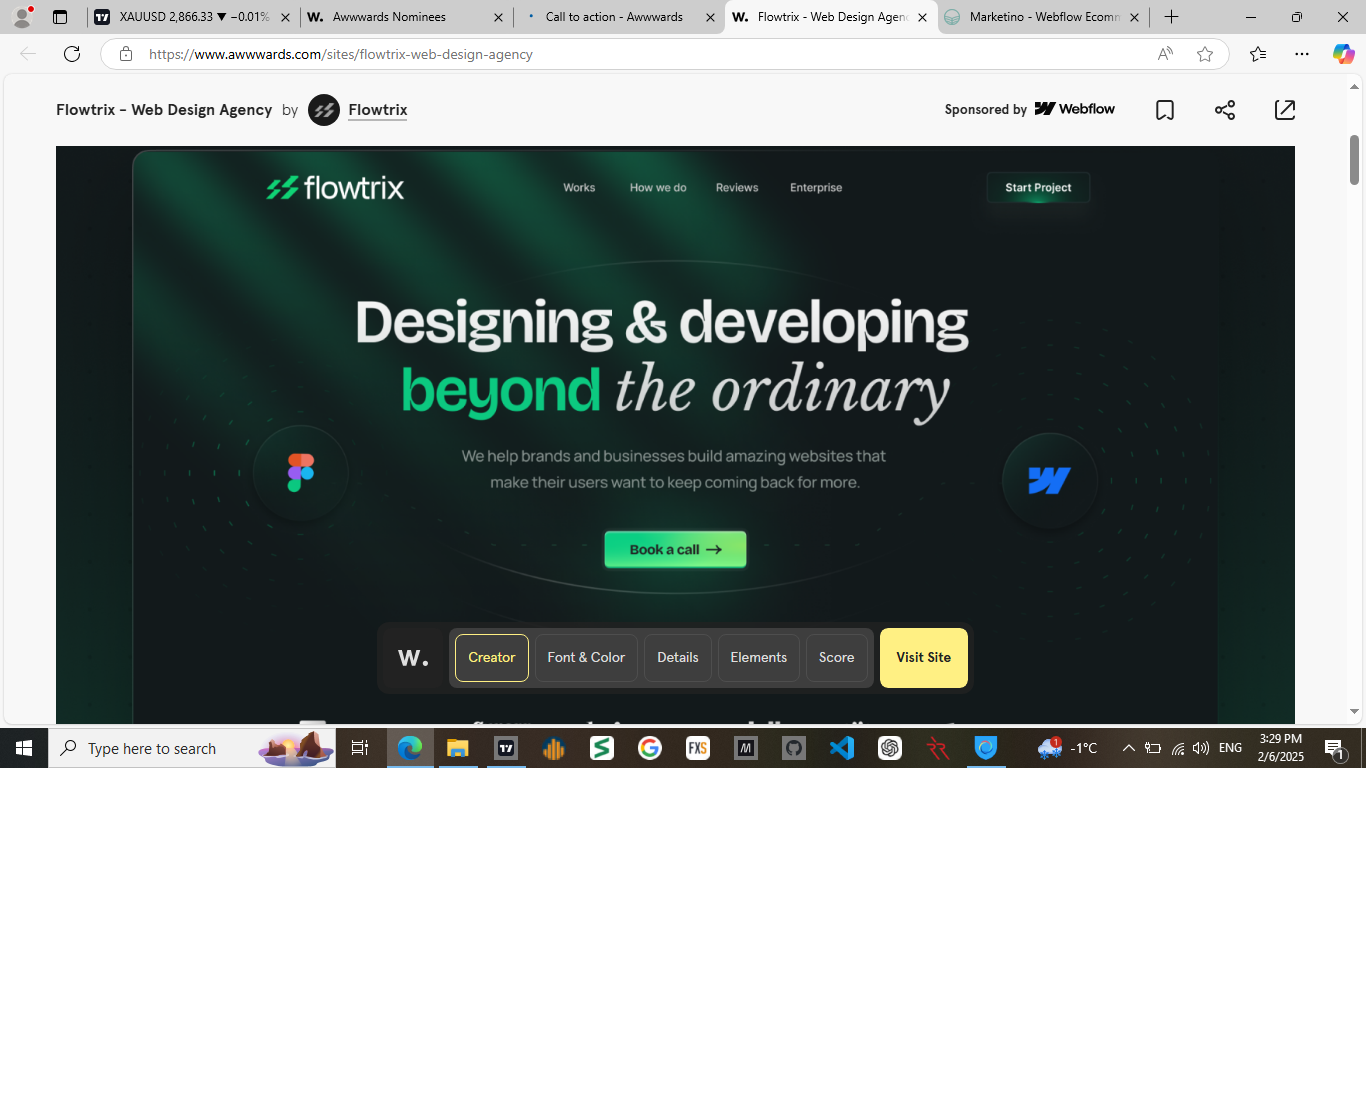 XAUUSD 2,866.33 ▼ −0.01%
Awwwards Nominees
Call to action - Awwwards
Flowtrix - Web Design Agenc
Marketino - Webflow Ecomm
https://www.awwwards.com/sites/flowtrix-web-design-agency
Flowtrix - Web Design Agency by Flowtrix
Sponsored by Webflow
flowtrix
Works
How we do
Reviews
Enterprise
Start Project
Designing & developing
beyond the ordinary
We help brands and businesses build amazing websites that
make their users want to keep coming back for more.
Book a call →
W.
Creator
Font & Color
Details
Elements
Score
Visit Site
Type here to search
FXS
1
-1°C
ENG
3:29 PM
2/6/2025
1